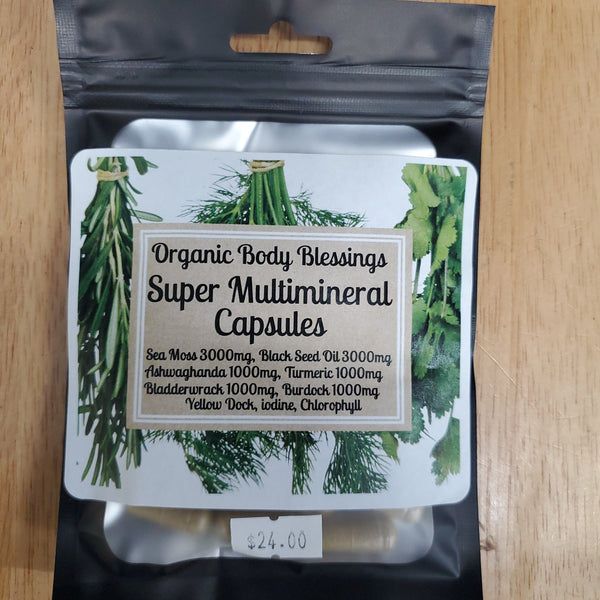 Organic Body Blessings
Super Multimineral
Capsules
Sea Moss 3000mg, Black Seed Oil 3000mg
Ashwaghanda 1000mg, Turmeric 1000mg
Bladderwrack 1000mg, Burdock 1000mg
Yellow Dock, iodine, Chlorophyll
$24.00